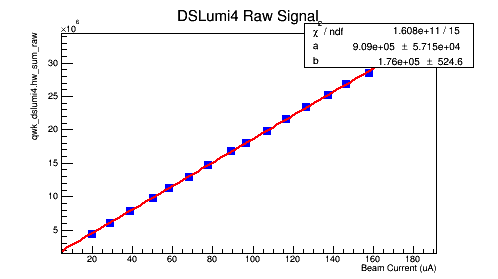 DSLumi4 Raw Signal
×10⁶
χ² / ndf 1.608e+11 / 15
a 9.09e+05 ± 5.715e+04
b 1.76e+05 ± 524.6
qwk_dslumi4.hw_sum_raw
30
25
20
15
10
5
20 40 60 80 100 120 140 160 180
Beam Current (uA)